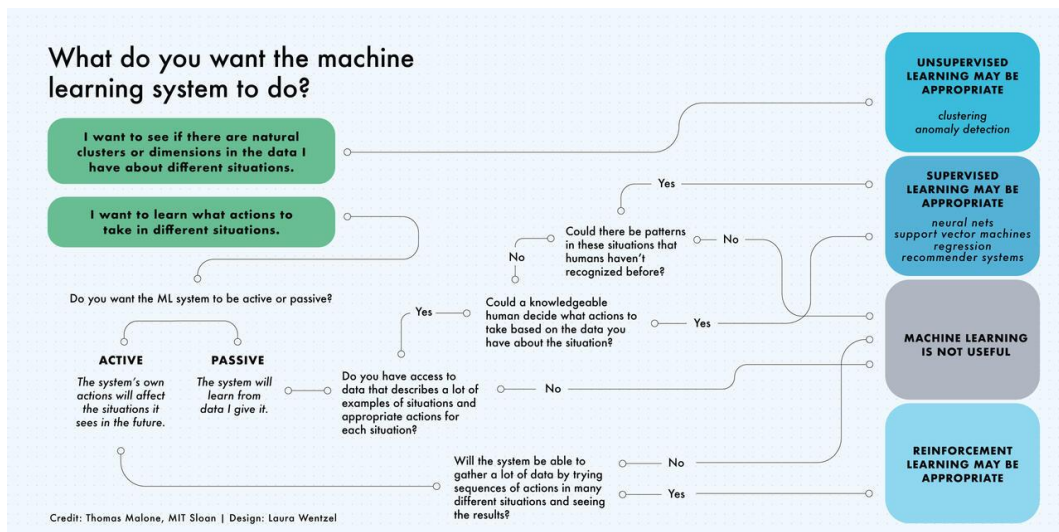 What do you want the machine
learning system to do?
I want to see if there are natural
clusters or dimensions in the data I
have about different situations.
I want to learn what actions to
take in different situations.
Do you want the ML system to be active or passive?
ACTIVE
The system's own
actions will affect
the situations it
sees in the future.
PASSIVE
The system will
learn from
data I give it.
Do you have access to
data that describes a lot of
examples of situations and
appropriate actions for
each situation?
Yes
No
Could a knowledgeable
human decide what actions to
take based on the data you
have about the situation?
No
Yes
Could there be patterns
in these situations that
humans haven't
recognized before?
Yes
No
Will the system be able to
gather a lot of data by trying
sequences of actions in many
different situations and seeing
the results?
No
Yes
UNSUPERVISED
LEARNING MAY BE
APPROPRIATE
clustering
anomaly detection
SUPERVISED
LEARNING MAY BE
APPROPRIATE
neural nets
support vector machines
regression
recommender systems
MACHINE LEARNING
IS NOT USEFUL
REINFORCEMENT
LEARNING MAY BE
APPROPRIATE
Credit: Thomas Malone, MIT Sloan | Design: Laura Wentzel